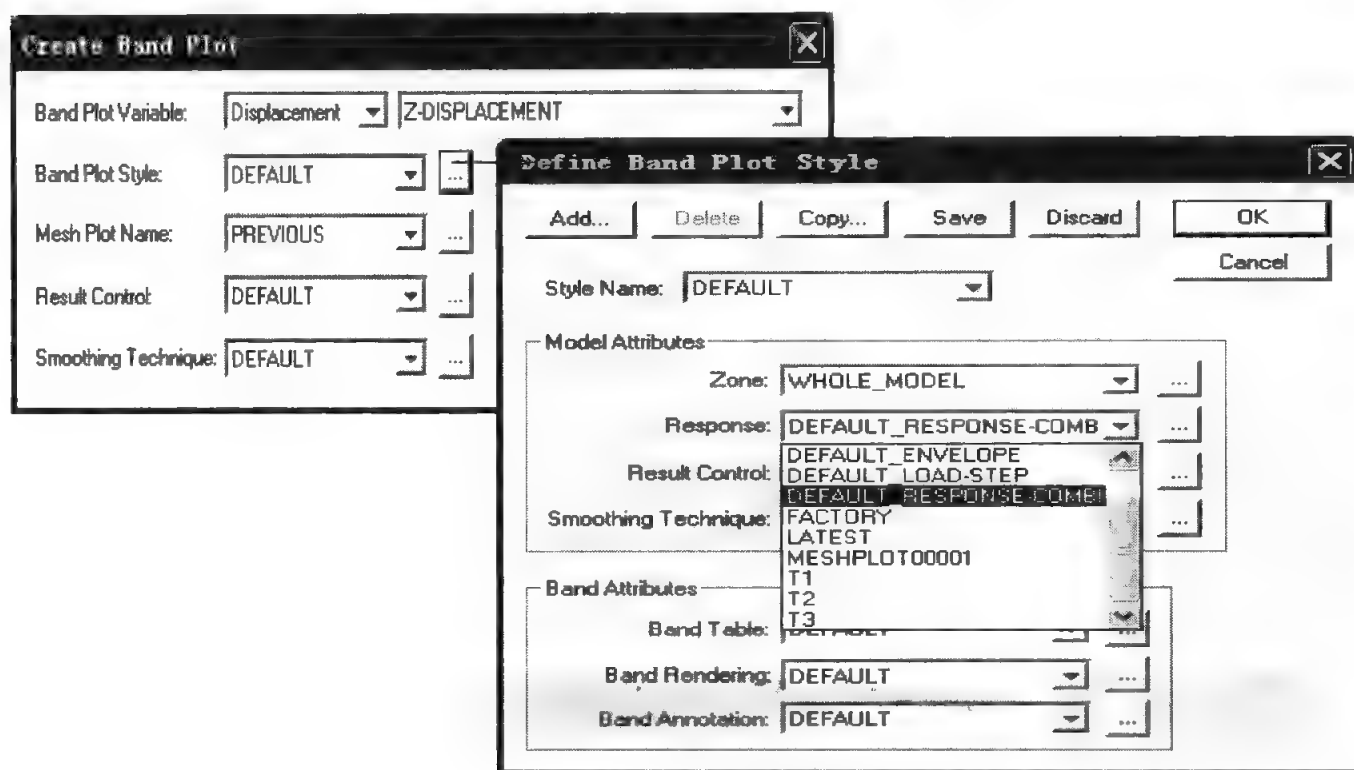 Create Band Plot
Band Plot Variable: Displacement Z-DISPLACEMENT
Band Plot Style: DEFAULT ...
Mesh Plot Name: PREVIOUS ...
Result Control: DEFAULT ...
Smoothing Technique: DEFAULT ...
Define Band Plot Style
Add... Delete Copy... Save Discard OK
Cancel
Style Name: DEFAULT
Model Attributes
Zone: WHOLE_MODEL ...
Response: DEFAULT_RESPONSE-COMB ...
DEFAULT_ENVELOPE
Result Control: DEFAULT_LOAD-STEP ...
DEFAULT_RESPONSE-COMBI
Smoothing Technique: FACTORY ...
LATEST
MESHPLOT00001
T1
Band Attributes
T2
T3
Band Table: DEFAULT ...
Band Rendering: DEFAULT ...
Band Annotation: DEFAULT ...